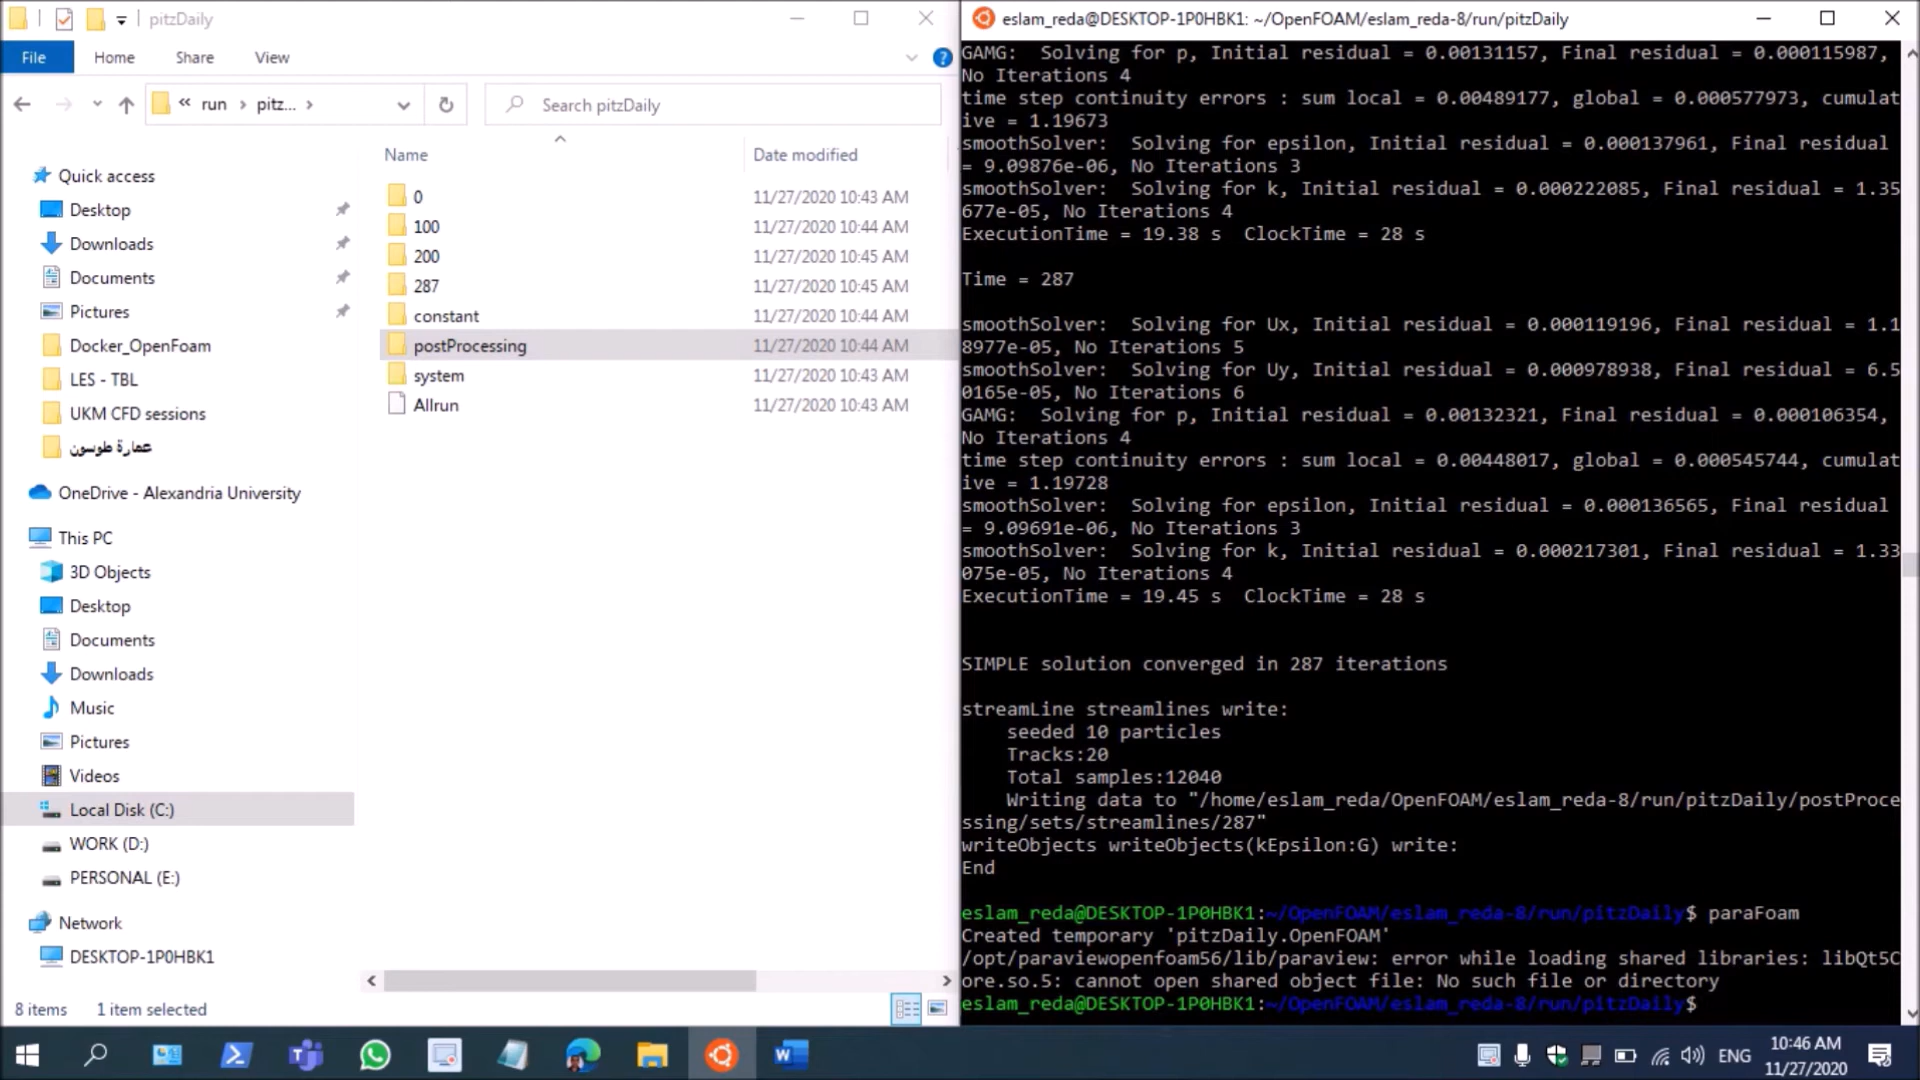 pitzDaily
File
Home
Share
View
« run › pitz... ›
Search pitzDaily
Name
Date modified
Quick access
Desktop
Downloads
Documents
Pictures
Docker_OpenFoam
LES - TBL
UKM CFD sessions
عمارة طوسون
OneDrive - Alexandria University
This PC
3D Objects
Desktop
Documents
Downloads
Music
Pictures
Videos
Local Disk (C:)
WORK (D:)
PERSONAL (E:)
Network
DESKTOP-1P0HBK1
0 11/27/2020 10:43 AM
100 11/27/2020 10:44 AM
200 11/27/2020 10:45 AM
287 11/27/2020 10:45 AM
constant 11/27/2020 10:44 AM
postProcessing 11/27/2020 10:44 AM
system 11/27/2020 10:43 AM
Allrun 11/27/2020 10:43 AM
8 items 1 item selected
eslam_reda@DESKTOP-1P0HBK1: ~/OpenFOAM/eslam_reda-8/run/pitzDaily
GAMG:  Solving for p, Initial residual = 0.00131157, Final residual = 0.000115987,
No Iterations 4
time step continuity errors : sum local = 0.00489177, global = 0.000577973, cumulat
ive = 1.19673
smoothSolver:  Solving for epsilon, Initial residual = 0.000137961, Final residual
= 9.09876e-06, No Iterations 3
smoothSolver:  Solving for k, Initial residual = 0.000222085, Final residual = 1.35
677e-05, No Iterations 4
ExecutionTime = 19.38 s  ClockTime = 28 s
Time = 287
smoothSolver:  Solving for Ux, Initial residual = 0.000119196, Final residual = 1.1
8977e-05, No Iterations 5
smoothSolver:  Solving for Uy, Initial residual = 0.000978938, Final residual = 6.5
0165e-05, No Iterations 6
GAMG:  Solving for p, Initial residual = 0.00132321, Final residual = 0.000106354,
No Iterations 4
time step continuity errors : sum local = 0.00448017, global = 0.000545744, cumulat
ive = 1.19728
smoothSolver:  Solving for epsilon, Initial residual = 0.000136565, Final residual
= 9.09691e-06, No Iterations 3
smoothSolver:  Solving for k, Initial residual = 0.000217301, Final residual = 1.33
075e-05, No Iterations 4
ExecutionTime = 19.45 s  ClockTime = 28 s
SIMPLE solution converged in 287 iterations
streamLine streamlines write:
seeded 10 particles
Tracks:20
Total samples:12040
Writing data to "/home/eslam_reda/OpenFOAM/eslam_reda-8/run/pitzDaily/postProce
ssing/sets/streamlines/287"
writeObjects writeObjects(kEpsilon:G) write:
End
eslam_reda@DESKTOP-1P0HBK1:~/OpenFOAM/eslam_reda-8/run/pitzDaily$ paraFoam
Created temporary 'pitzDaily.OpenFOAM'
/opt/paraviewopenfoam56/lib/paraview: error while loading shared libraries: libQt5C
ore.so.5: cannot open shared object file: No such file or directory
eslam_reda@DESKTOP-1P0HBK1:~/OpenFOAM/eslam_reda-8/run/pitzDaily$
ENG
10:46 AM
11/27/2020